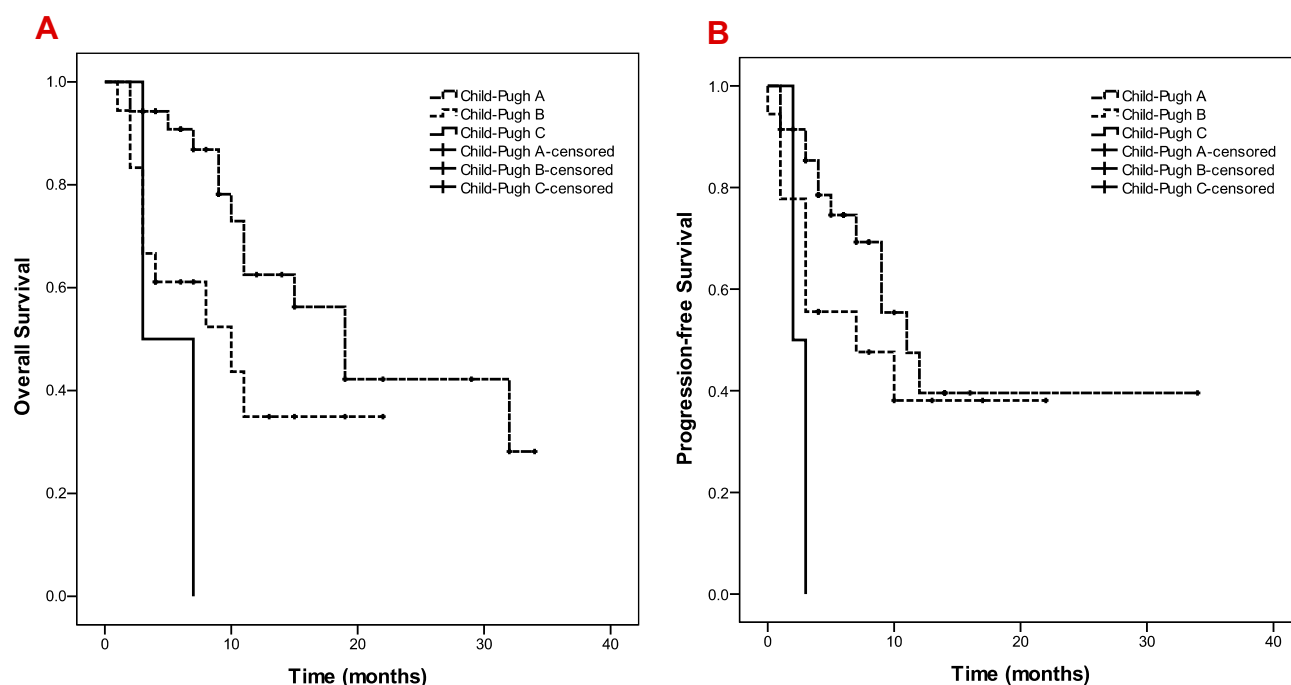 A
Overall Survival
1.0
0.8
0.6
0.4
0.2
0.0
Child-Pugh A
Child-Pugh B
Child-Pugh C
Child-Pugh A-censored
Child-Pugh B-censored
Child-Pugh C-censored
0 10 20 30 40
Time (months)
B
Progression-free Survival
1.0
0.8
0.6
0.4
0.2
0.0
Child-Pugh A
Child-Pugh B
Child-Pugh C
Child-Pugh A-censored
Child-Pugh B-censored
Child-Pugh C-censored
0 10 20 30 40
Time (months)